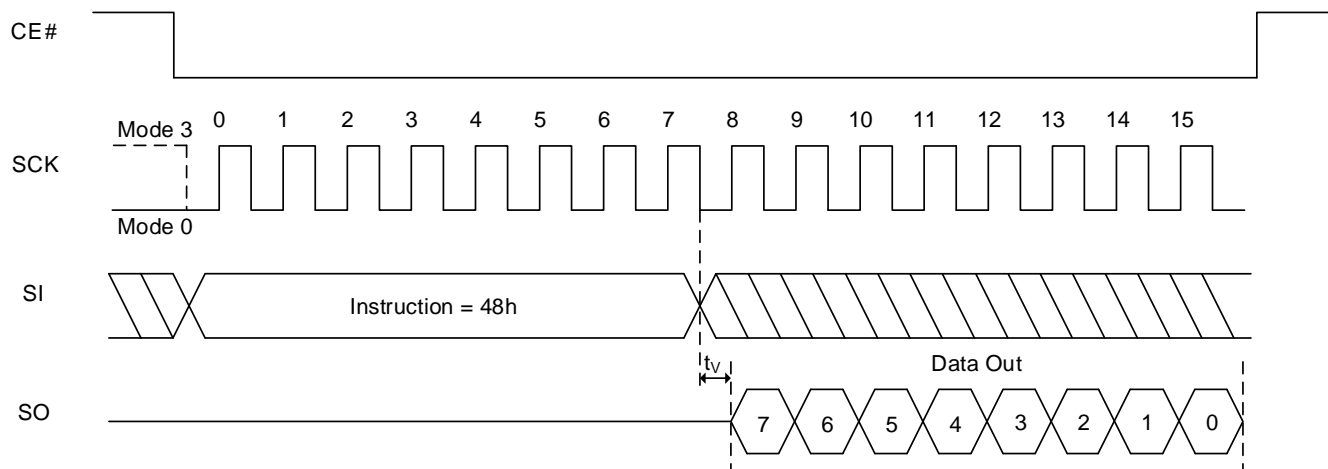 CE#
Mode 3 0 1 2 3 4 5 6 7 8 9 10 11 12 13 14 15
SCK
Mode 0
SI Instruction = 48h
tV Data Out
SO 7 6 5 4 3 2 1 0